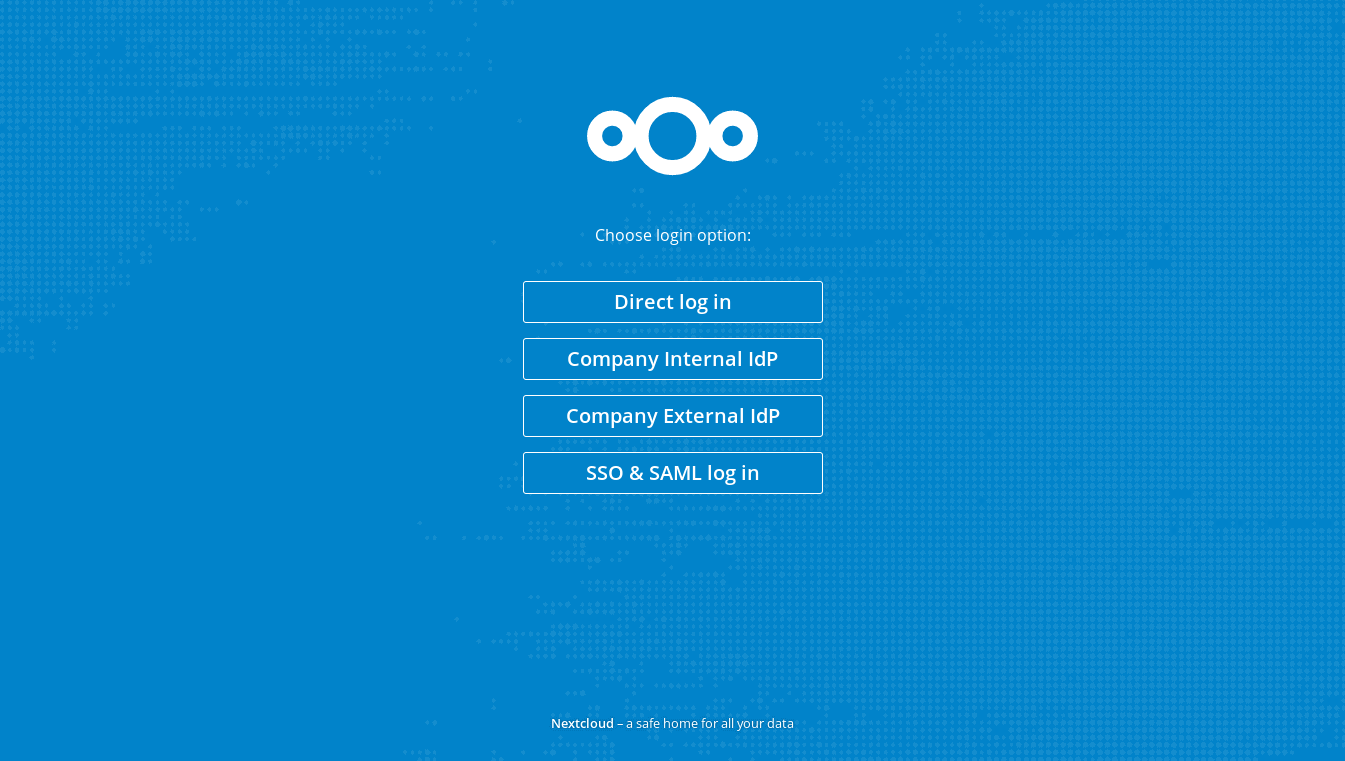 Choose login option:
Direct log in
Company Internal IdP
Company External IdP
SSO & SAML log in
Nextcloud – a safe home for all your data